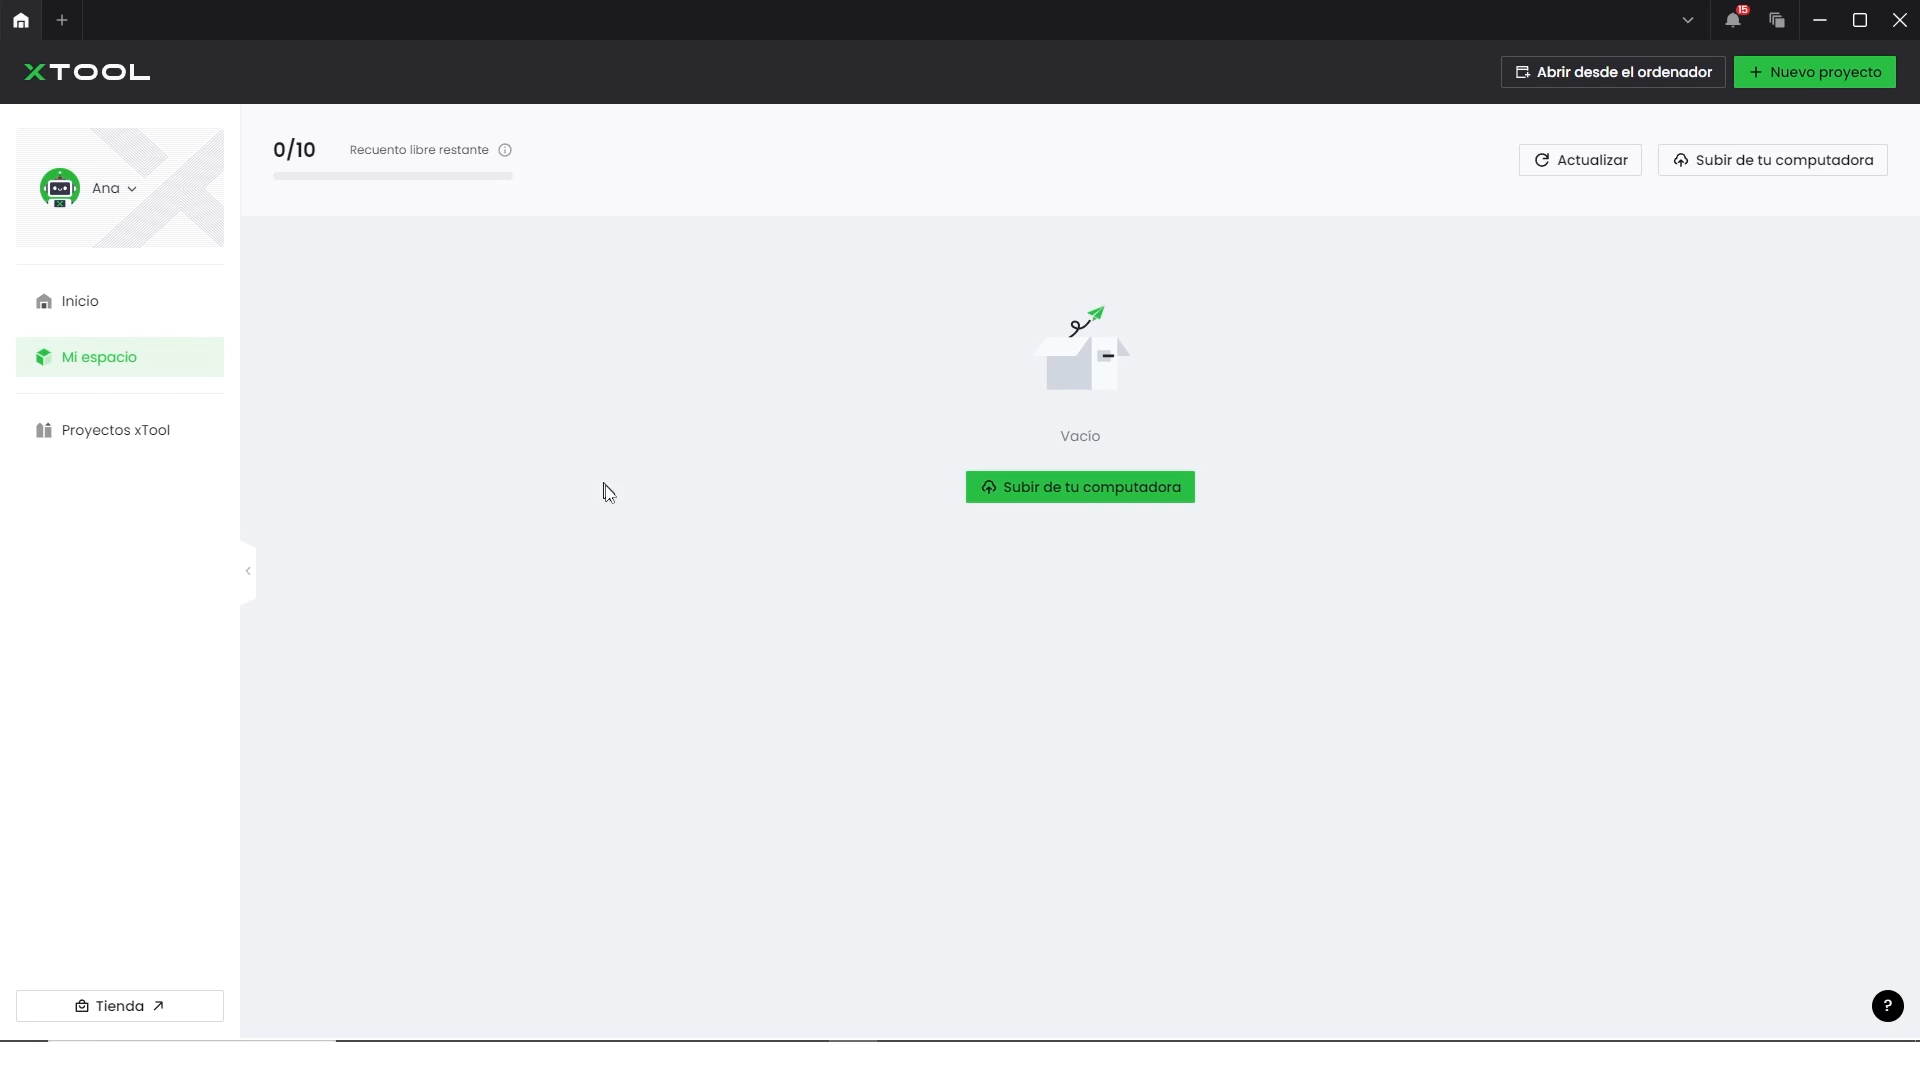 15
XTOOL
Abrir desde el ordenador
+ Nuevo proyecto
Ana
0/10
Recuento libre restante
Actualizar
Subir de tu computadora
Inicio
Mi espacio
Proyectos xTool
Vacío
Subir de tu computadora
Tienda
?